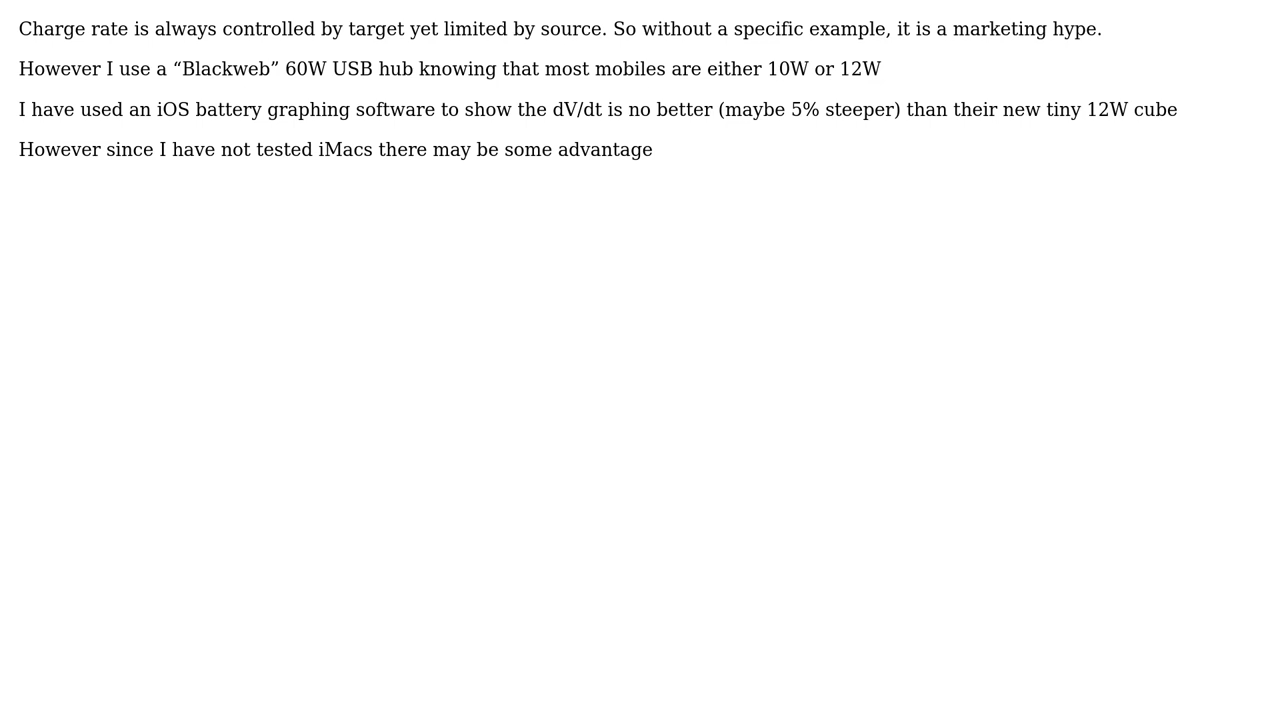 Charge rate is always controlled by target yet limited by source. So without a specific example, it is a marketing hype.
However I use a “Blackweb” 60W USB hub knowing that most mobiles are either 10W or 12W
I have used an iOS battery graphing software to show the dV/dt is no better (maybe 5% steeper) than their new tiny 12W cube
However since I have not tested iMacs there may be some advantage